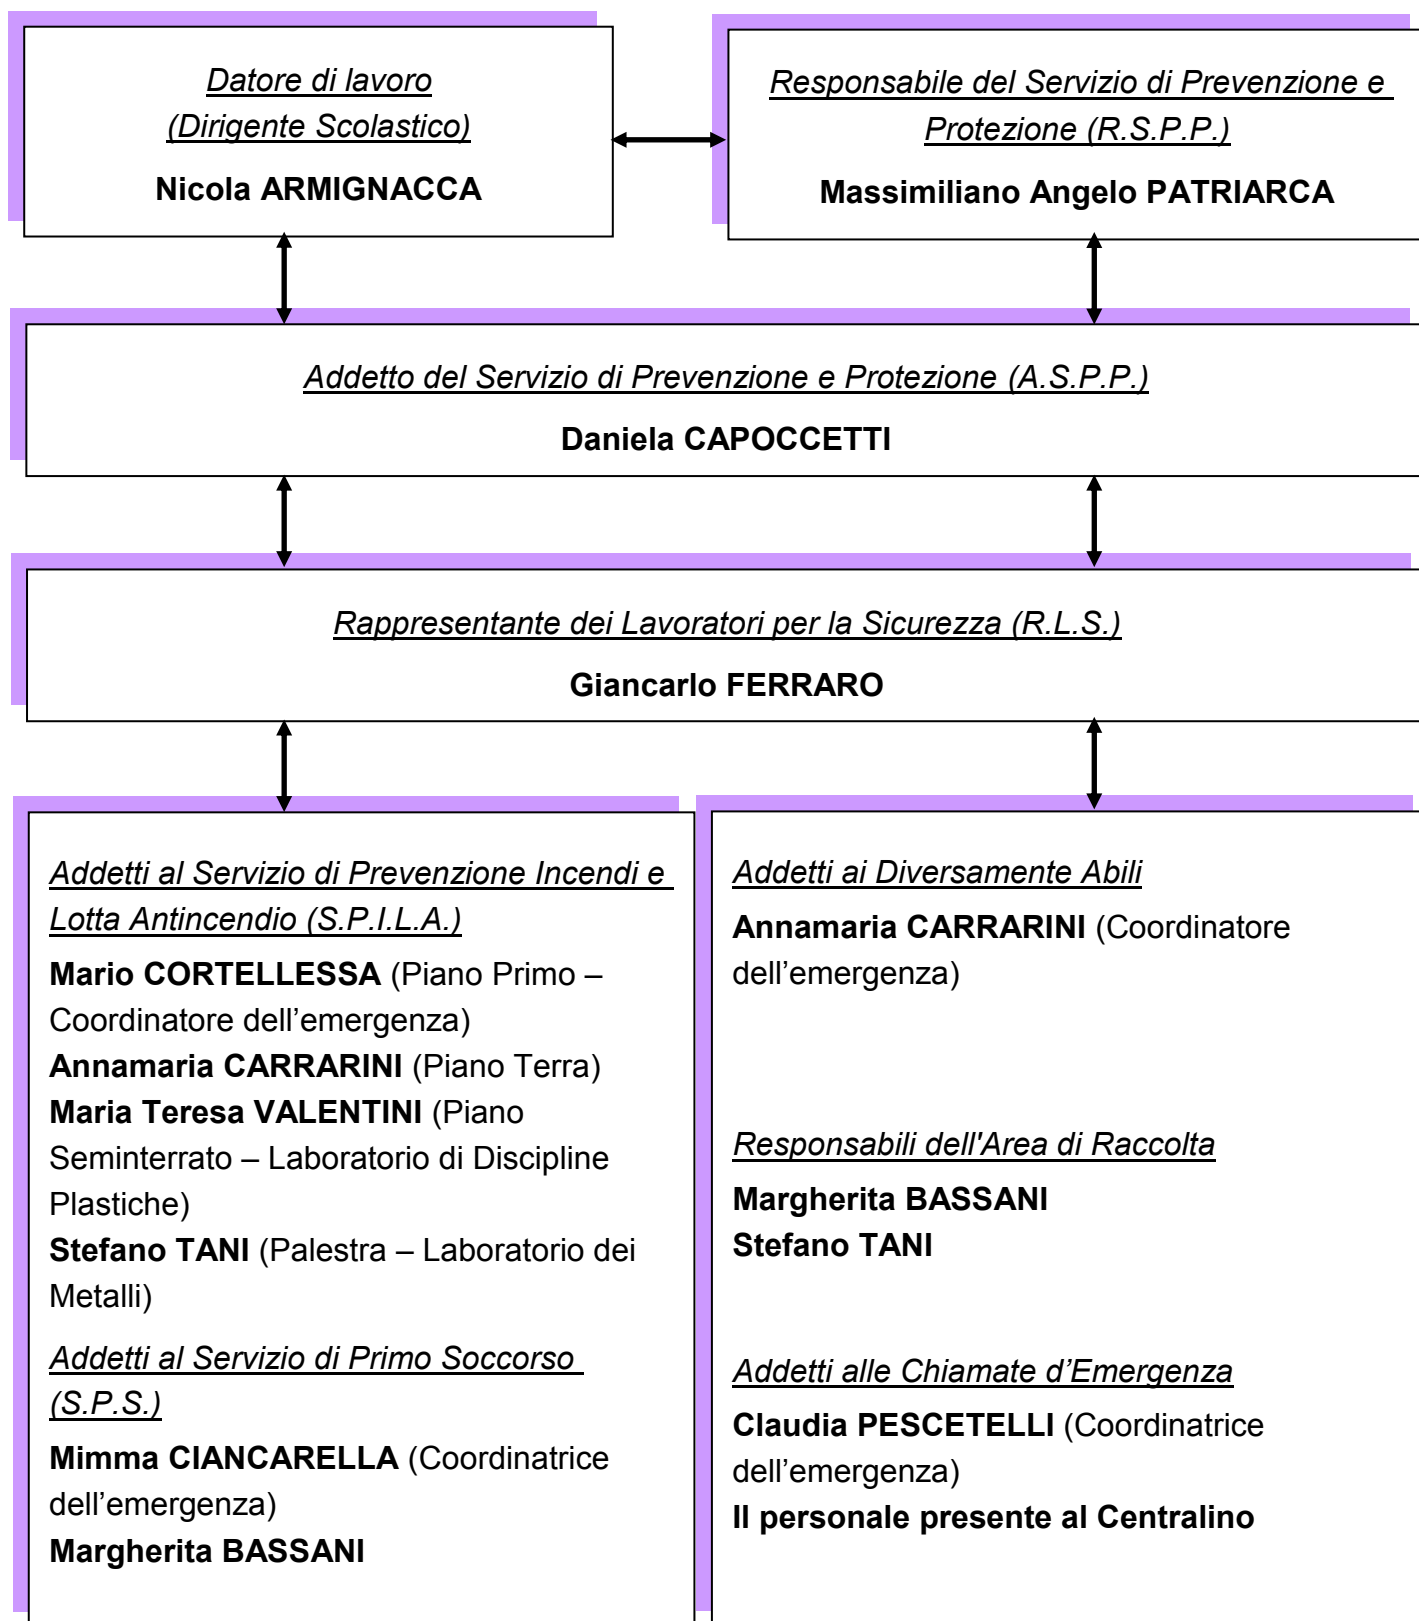 Datore di lavoro
(Dirigente Scolastico)
Nicola ARMIGNACCA
Responsabile del Servizio di Prevenzione e
Protezione (R.S.P.P.)
Massimiliano Angelo PATRIARCA
Addetto del Servizio di Prevenzione e Protezione (A.S.P.P.)
Daniela CAPOCCETTI
Rappresentante dei Lavoratori per la Sicurezza (R.L.S.)
Giancarlo FERRARO
Addetti al Servizio di Prevenzione Incendi e
Lotta Antincendio (S.P.I.L.A.)
Mario CORTELLESSA (Piano Primo –
Coordinatore dell’emergenza)
Annamaria CARRARINI (Piano Terra)
Maria Teresa VALENTINI (Piano
Seminterrato – Laboratorio di Discipline
Plastiche)
Stefano TANI (Palestra – Laboratorio dei
Metalli)
Addetti al Servizio di Primo Soccorso
(S.P.S.)
Mimma CIANCARELLA (Coordinatrice
dell’emergenza)
Margherita BASSANI
Addetti ai Diversamente Abili
Annamaria CARRARINI (Coordinatore
dell’emergenza)
Responsabili dell'Area di Raccolta
Margherita BASSANI
Stefano TANI
Addetti alle Chiamate d’Emergenza
Claudia PESCETELLI (Coordinatrice
dell’emergenza)
Il personale presente al Centralino